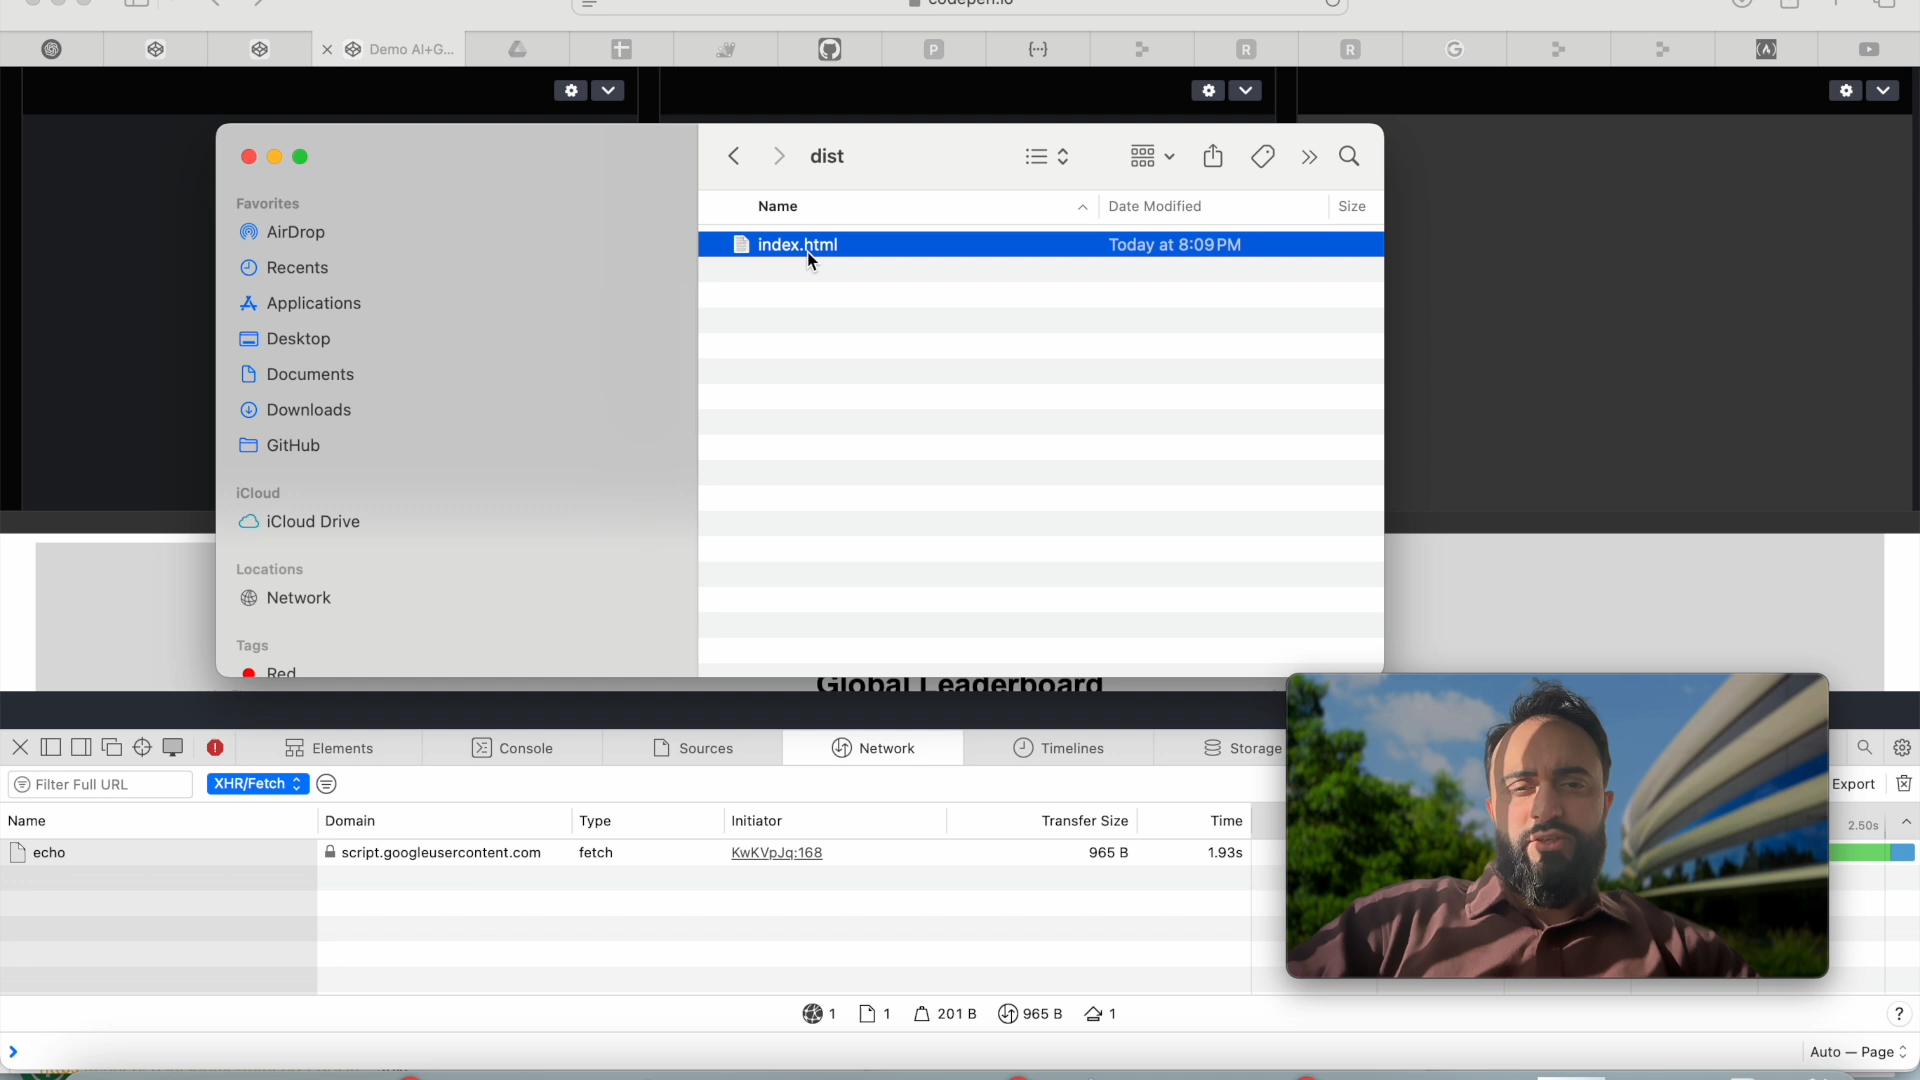 Demo AI+G...
dist
Name
Date Modified
Size
index.html
Today at 8:09 PM
Favorites
AirDrop
Recents
Applications
Desktop
Documents
Downloads
GitHub
iCloud
iCloud Drive
Locations
Network
Tags
Red
Global Leaderboard
Elements
Console
Sources
Network
Timelines
Storage
Filter Full URL
XHR/Fetch
Export
Name
Domain
Type
Initiator
Transfer Size
Time
2.50s
echo
script.googleusercontent.com
fetch
KwKVpJq:168
965 B
1.93s
1
1
201 B
965 B
1
?
Auto — Page